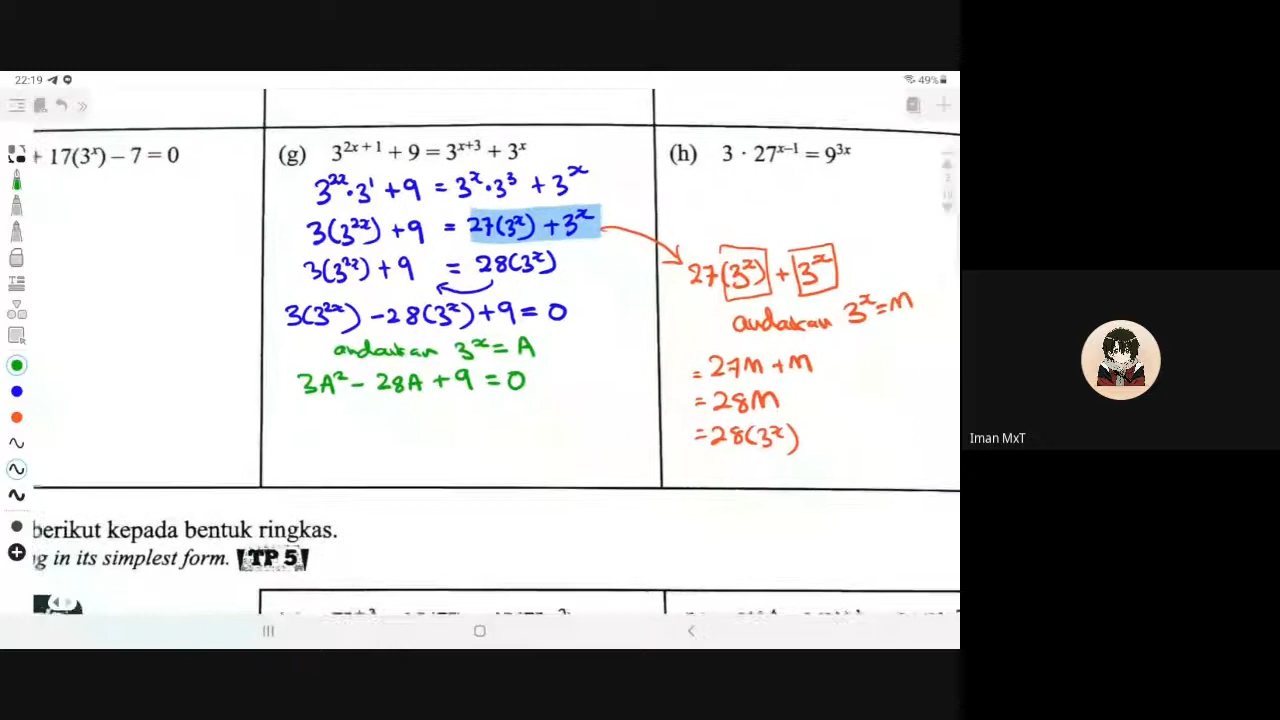 22:19
49%
+ 17(3ˣ) – 7 = 0
(g) 3²ˣ⁺¹ + 9 = 3ˣ⁺³ + 3ˣ
3²ˣ · 3¹ + 9 = 3ˣ · 3³ + 3ˣ
3(3²ˣ) + 9 = 27(3ˣ) + 3ˣ
3(3²ˣ) + 9 = 28(3ˣ)
3(3²ˣ) – 28(3ˣ) + 9 = 0
andaikan 3ˣ = A
3A² – 28A + 9 = 0
(h) 3 · 27ˣ⁻¹ = 9³ˣ
27(3ˣ) + 3ˣ
andaikan 3ˣ = M
= 27M + M
= 28M
= 28(3ˣ)
Iman MxT
berikut kepada bentuk ringkas.
g in its simplest form. TP 5